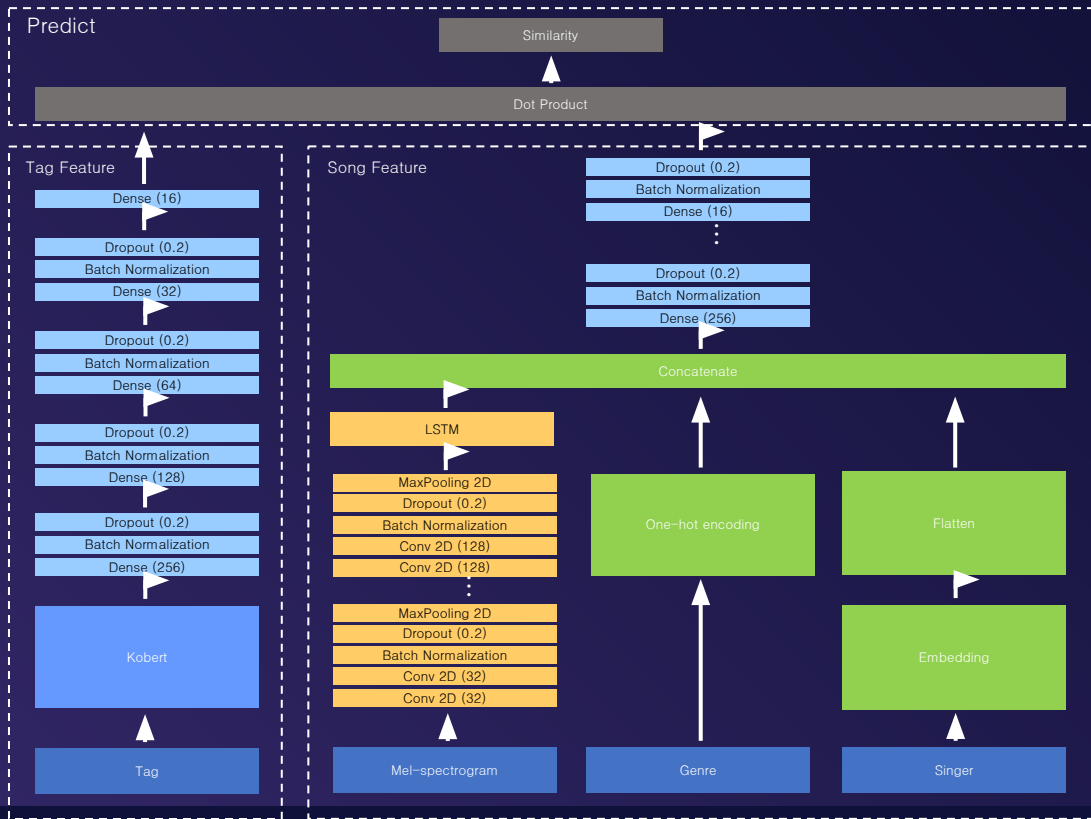 Predict
Similarity
Dot Product
Tag Feature
Dense (16)
Dropout (0.2)
Batch Normalization
Dense (32)
Dropout (0.2)
Batch Normalization
Dense (64)
Dropout (0.2)
Batch Normalization
Dense (128)
Dropout (0.2)
Batch Normalization
Dense (256)
Kobert
Tag
Song Feature
Dropout (0.2)
Batch Normalization
Dense (16)
Dropout (0.2)
Batch Normalization
Dense (256)
Concatenate
LSTM
MaxPooling 2D
Dropout (0.2)
Batch Normalization
Conv 2D (128)
Conv 2D (128)
MaxPooling 2D
Dropout (0.2)
Batch Normalization
Conv 2D (32)
Conv 2D (32)
Mel-spectrogram
One-hot encoding
Genre
Flatten
Embedding
Singer